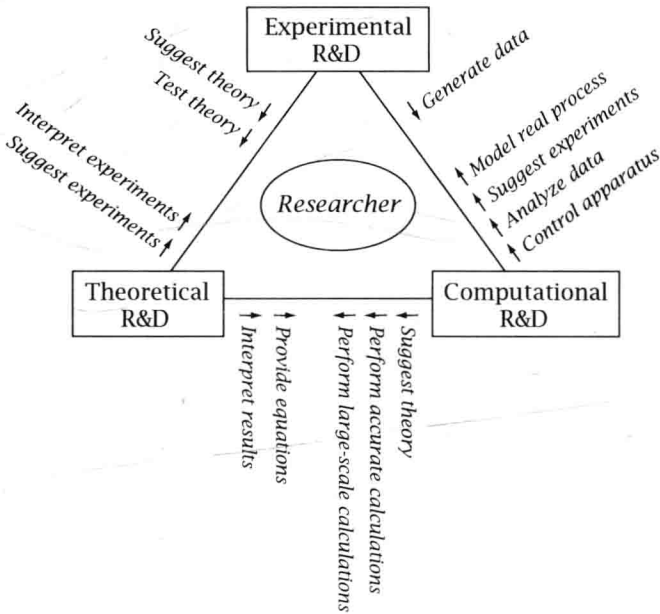 Experimental
R&D
Suggest theory
Test theory
Generate data
Interpret experiments
Suggest experiments
Model real process
Suggest experiments
Analyze data
Control apparatus
Researcher
Theoretical
R&D
Computational
R&D
Interpret results
Provide equations
Perform large-scale calculations
Perform accurate calculations
Suggest theory